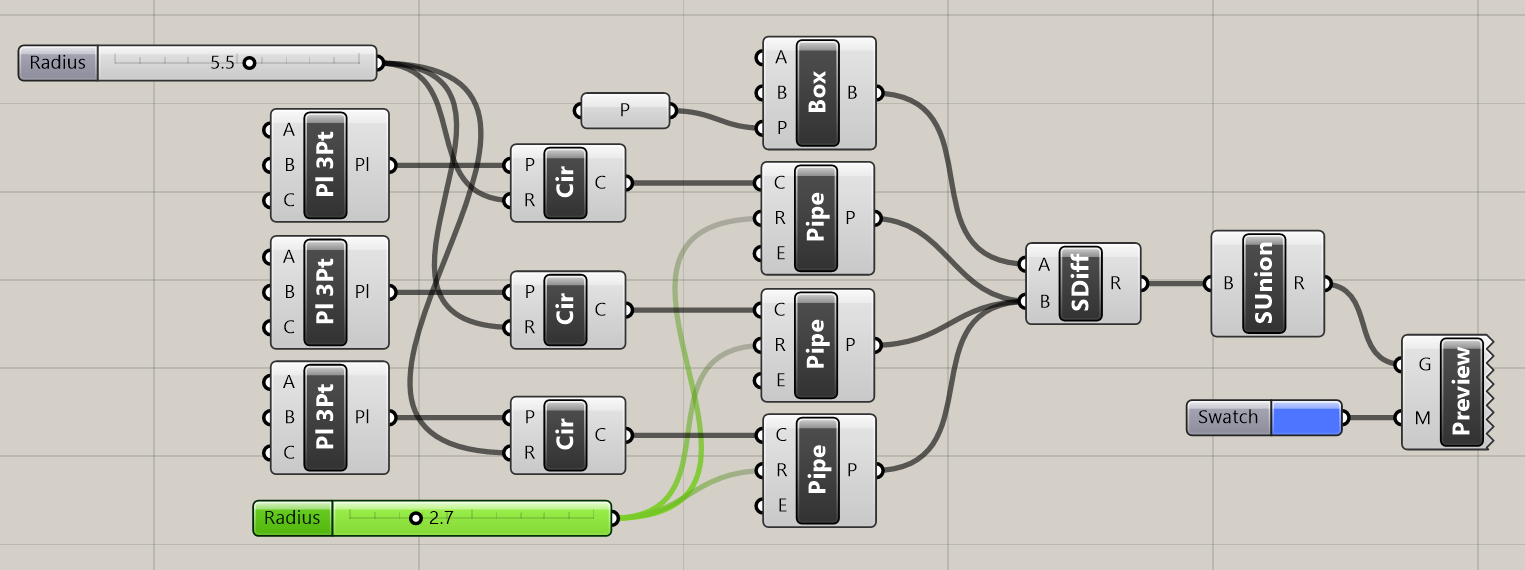 Radius 5.5
A
B
C
Pl 3Pt
Pl
A
B
C
Pl 3Pt
Pl
A
B
C
Pl 3Pt
Pl
Radius 2.7
P
R
Cir
C
P
R
Cir
C
P
R
Cir
C
P
A
B
P
Box
B
C
R
E
Pipe
P
C
R
E
Pipe
P
C
R
E
Pipe
P
A
B
SDiff
R
B
SUnion
R
Swatch
G
M
Preview